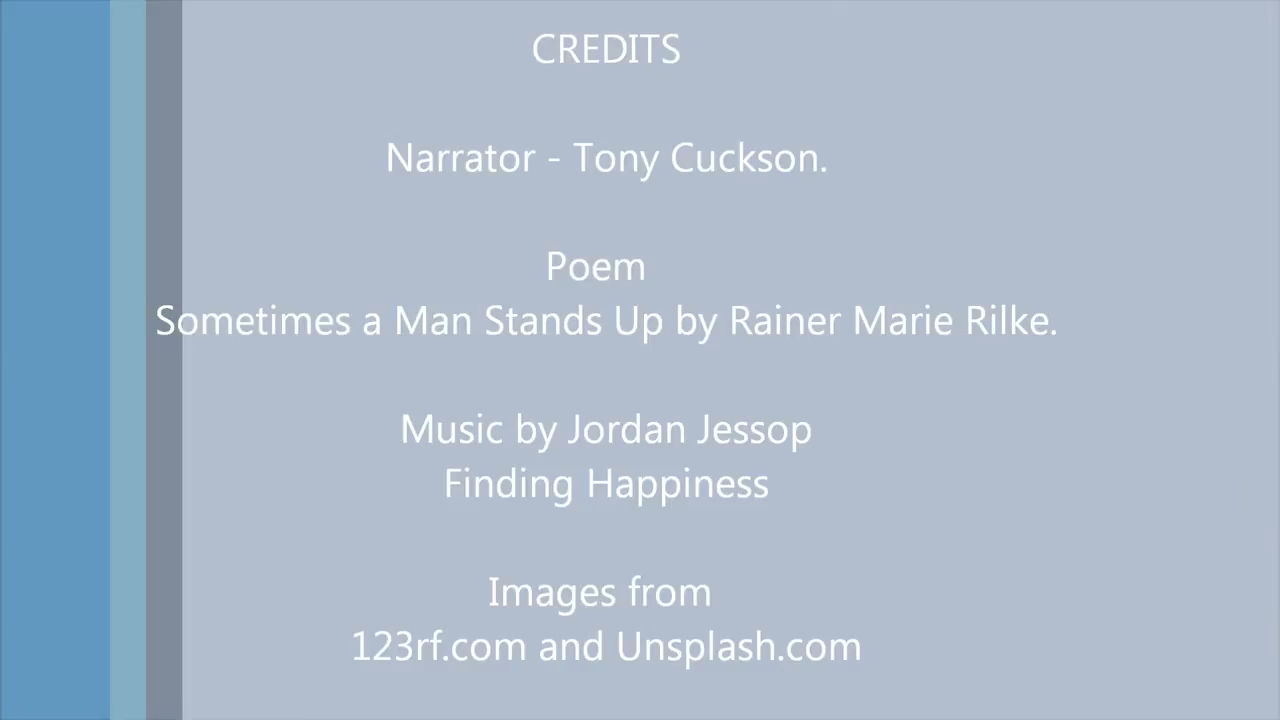 CREDITS
Narrator - Tony Cuckson.
Poem
Sometimes a Man Stands Up by Rainer Marie Rilke.
Music by Jordan Jessop
Finding Happiness
Images from
123rf.com and Unsplash.com